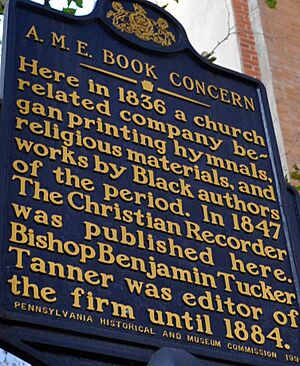 A. M. E. BOOK CONCERN
Here in 1836 a church
related company be-
gan printing hymnals,
religious materials, and
works by Black authors
of the period. In 1847
The Christian Recorder
was published here.
Bishop Benjamin Tucker
Tanner was editor of
the firm until 1884.
PENNSYLVANIA HISTORICAL AND MUSEUM COMMISSION